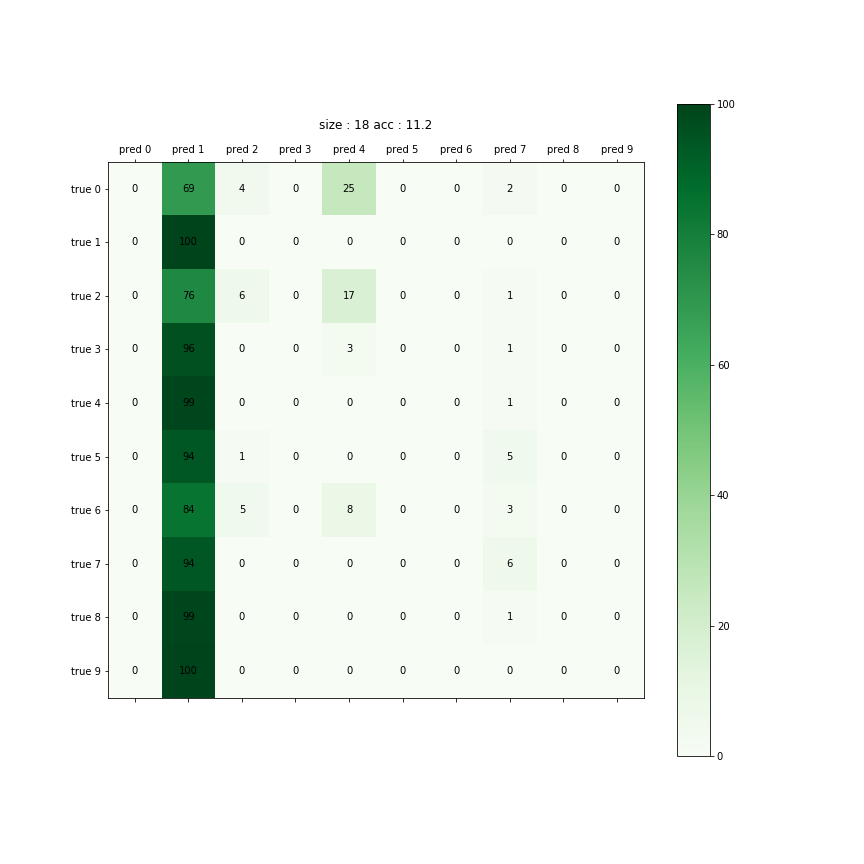 size : 18 acc : 11.2
pred 0 pred 1 pred 2 pred 3 pred 4 pred 5 pred 6 pred 7 pred 8 pred 9
true 0 0 69 4 0 25 0 0 2 0 0
true 1 0 100 0 0 0 0 0 0 0 0
true 2 0 76 6 0 17 0 0 1 0 0
true 3 0 96 0 0 3 0 0 1 0 0
true 4 0 99 0 0 0 0 0 1 0 0
true 5 0 94 1 0 0 0 0 5 0 0
true 6 0 84 5 0 8 0 0 3 0 0
true 7 0 94 0 0 0 0 0 6 0 0
true 8 0 99 0 0 0 0 0 1 0 0
true 9 0 100 0 0 0 0 0 0 0 0
100
80
60
40
20
0